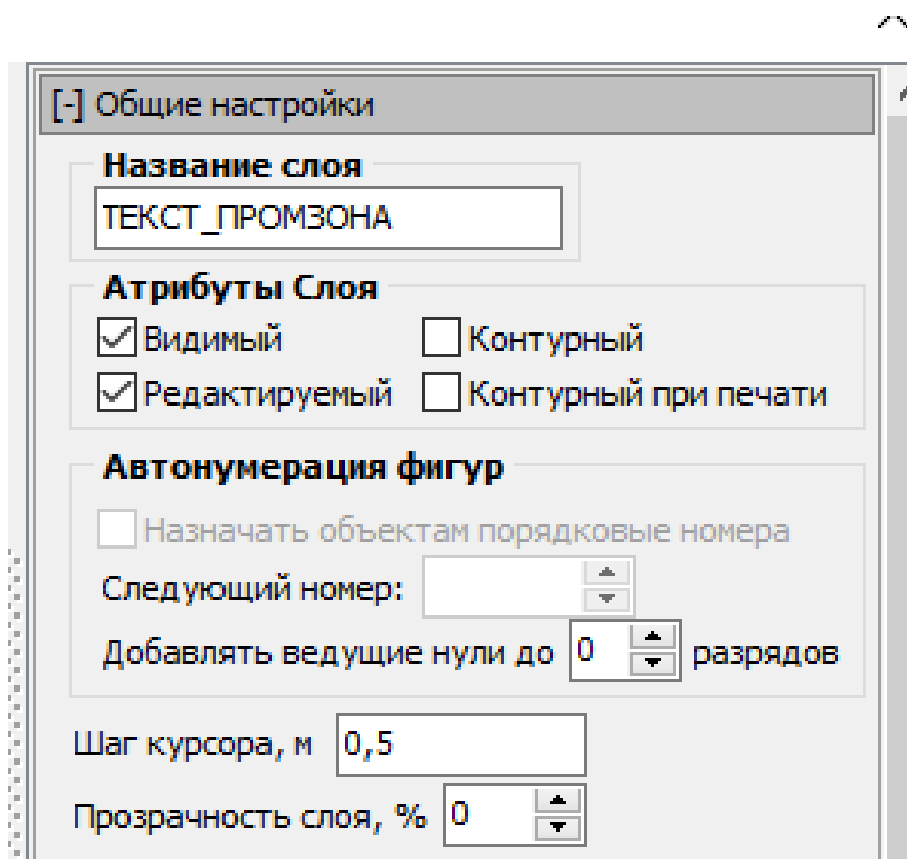 [-] Общие настройки
Название слоя
ТЕКСТ_ПРОМЗОНА
Атрибуты Слоя
Видимый Контурный
Редактируемый Контурный при печати
Автонумерация фигур
Назначать объектам порядковые номера
Следующий номер:
Добавлять ведущие нули до 0 разрядов
Шаг курсора, м 0,5
Прозрачность слоя, % 0